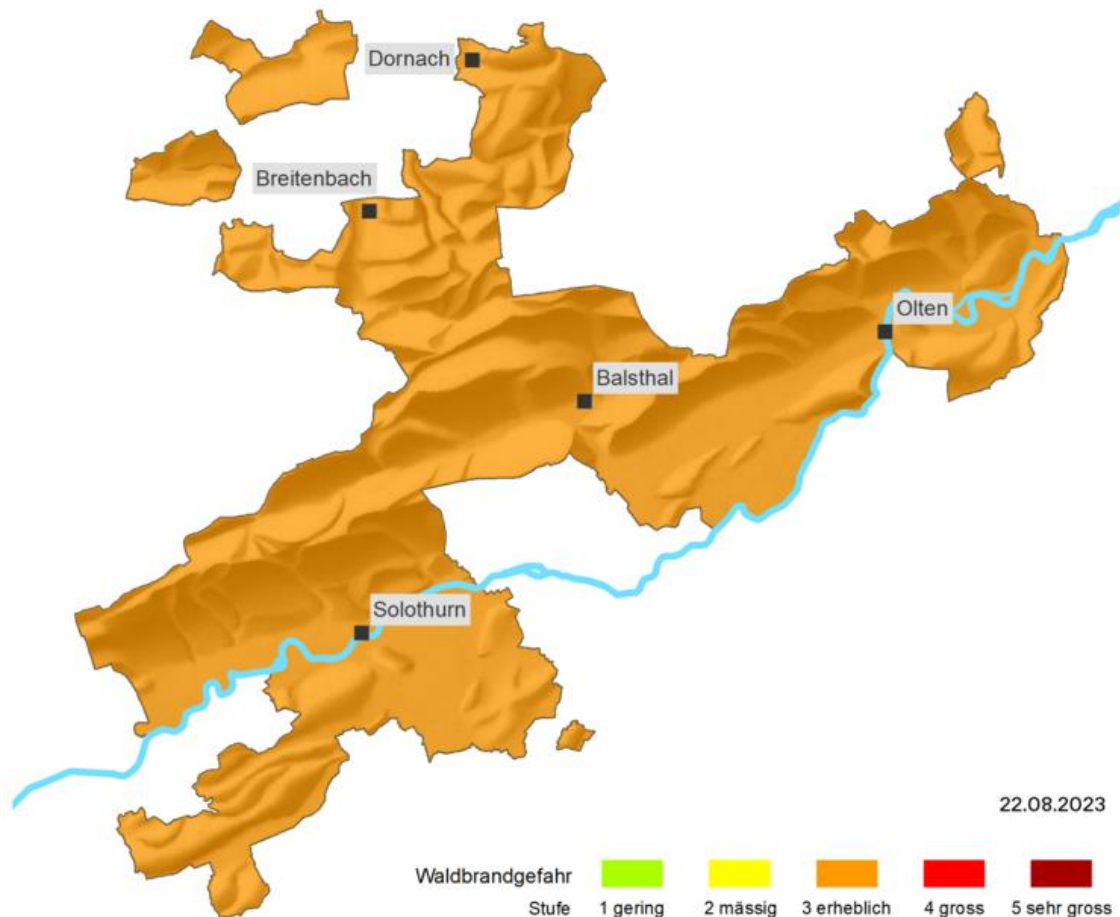 Dornach
Breitenbach
Olten
Balsthal
Solothurn
22.08.2023
Waldbrandgefahr
Stufe 1 gering 2 mässig 3 erheblich 4 gross 5 sehr gross